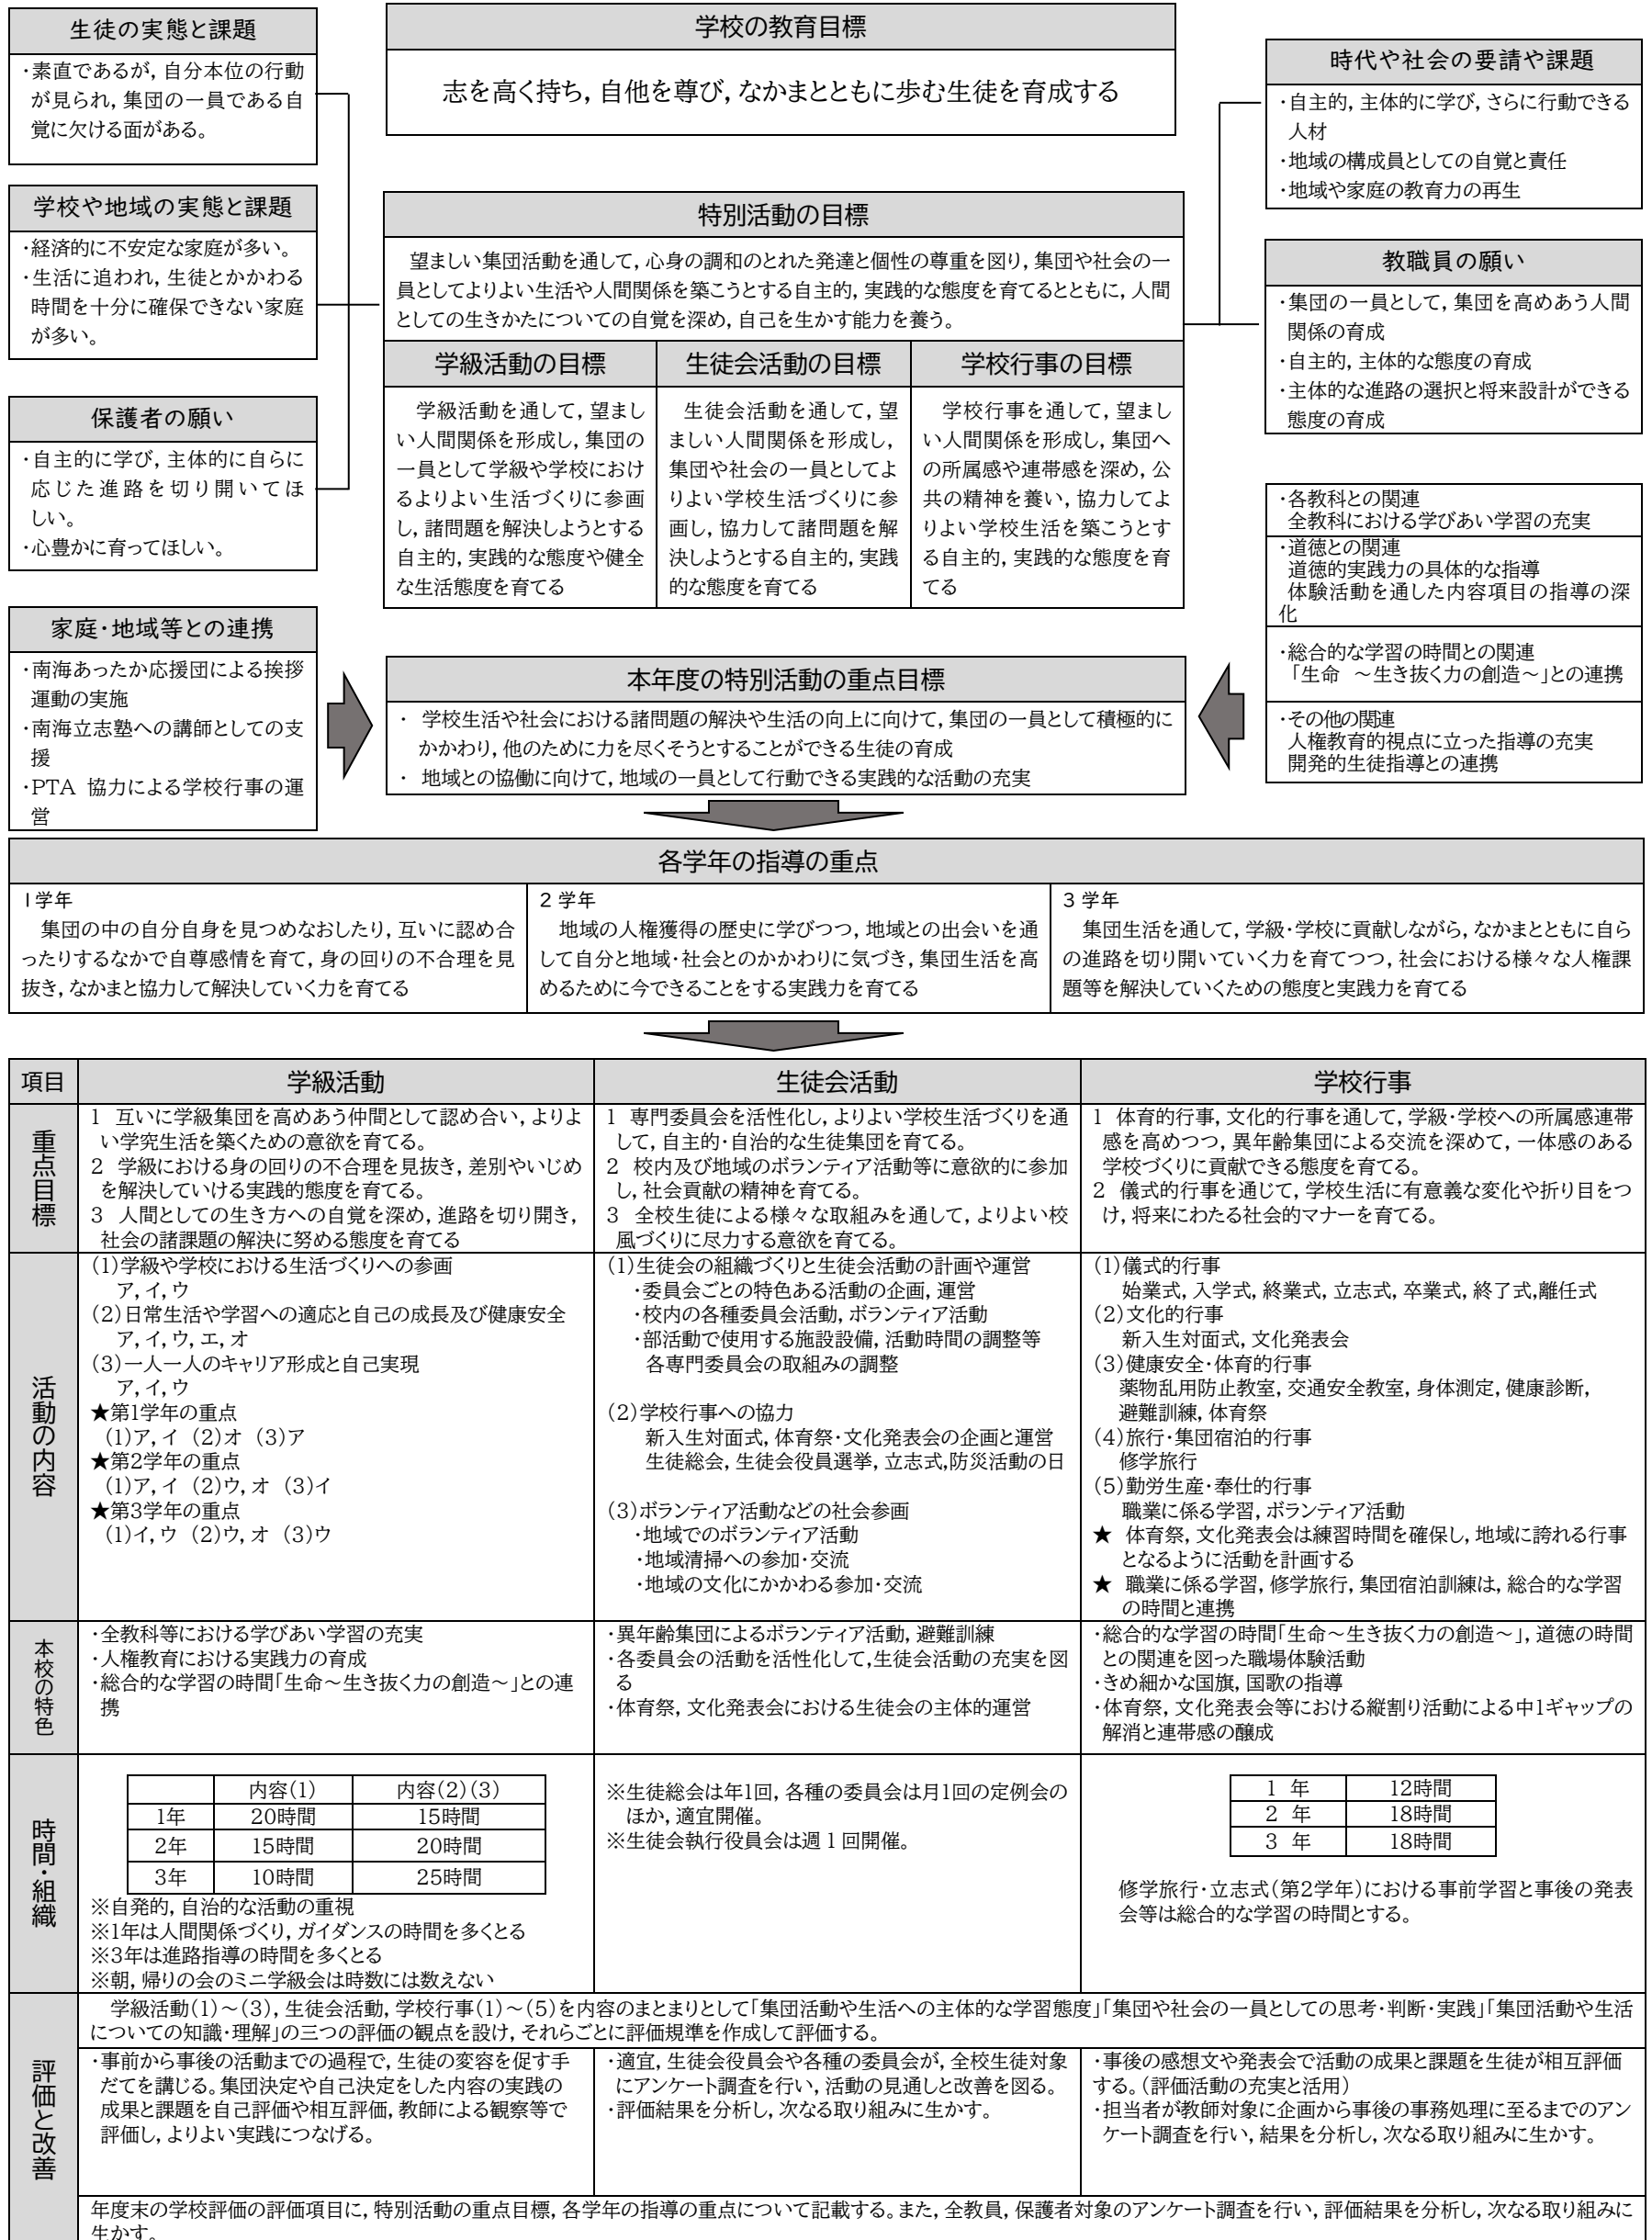 生徒の実態と課題
・素直であるが，自分本位の行動
が見られ，集団の一員である自
覚に欠ける面がある。
学校や地域の実態と課題
・経済的に不安定な家庭が多い。
・生活に追われ，生徒とかかわる
時間を十分に確保できない家庭
が多い。
保護者の願い
・自主的に学び，主体的に自らに
応じた進路を切り開いてほ
しい。
・心豊かに育ってほしい。
家庭・地域等との連携
・南海あったか応援団による挨拶
運動の実施
・南海立志塾への講師としての支
援
・PTA 協力による学校行事の運
営
学校の教育目標
志を高く持ち，自他を尊び，なかまとともに歩む生徒を育成する
特別活動の目標
望ましい集団活動を通して，心身の調和のとれた発達と個性の尊重を図り，集団や社会の一
員としてよりよい生活や人間関係を築こうとする自主的，実践的な態度を育てるとともに，人間
としての生きかたについての自覚を深め，自己を生かす能力を養う。
学級活動の目標
学級活動を通して，望まし
い人間関係を形成し，集団の
一員として学級や学校におけ
るよりよい生活づくりに参画
し，諸問題を解決しようとする
自主的，実践的な態度や健全
な生活態度を育てる
生徒会活動の目標
生徒会活動を通して，望
ましい人間関係を形成し，
集団や社会の一員としてよ
りよい学校生活づくりに参
画し，協力して諸問題を解
決しようとする自主的，実践
的な態度を育てる
学校行事の目標
学校行事を通して，望まし
い人間関係を形成し，集団へ
の所属感や連帯感を深め，公
共の精神を養い，協力してよ
りよい学校生活を築こうとす
る自主的，実践的な態度を育
てる
時代や社会の要請や課題
・自主的，主体的に学び，さらに行動できる
人材
・地域の構成員としての自覚と責任
・地域や家庭の教育力の再生
教職員の願い
・集団の一員として，集団を高めあう人間
関係の育成
・自主的，主体的な態度の育成
・主体的な進路の選択と将来設計ができる
態度の育成
・各教科との関連
全教科における学びあい学習の充実
・道徳との関連
道徳的実践力の具体的な指導
体験活動を通した内容項目の指導の深
化
・総合的な学習の時間との関連
「生命　～生き抜く力の創造～」との連携
・その他の関連
人権教育的視点に立った指導の充実
開発的生徒指導との連携
本年度の特別活動の重点目標
・ 学校生活や社会における諸問題の解決や生活の向上に向けて，集団の一員として積極的に
かかわり，他のために力を尽くそうとすることができる生徒の育成
・ 地域との協働に向けて，地域の一員として行動できる実践的な活動の充実
各学年の指導の重点
1学年
集団の中の自分自身を見つめなおしたり，互いに認め合
ったりするなかで自尊感情を育て，身の回りの不合理を見
抜き，なかまと協力して解決していく力を育てる
2 学年
地域の人権獲得の歴史に学びつつ，地域との出会いを通
して自分と地域・社会とのかかわりに気づき，集団生活を高
めるために今できることをする実践力を育てる
3 学年
集団生活を通して，学級・学校に貢献しながら，なかまとともに自ら
の進路を切り開いていく力を育てつつ，社会における様々な人権課
題等を解決していくための態度と実践力を育てる
項目
学級活動
生徒会活動
学校行事
重点目標
1 互いに学級集団を高めあう仲間として認め合い，よりよ
い学究生活を築くための意欲を育てる。
2 学級における身の回りの不合理を見抜き，差別やいじめ
を解決していける実践的態度を育てる。
3 人間としての生き方への自覚を深め，進路を切り開き，
社会の諸課題の解決に努める態度を育てる
1 専門委員会を活性化し，よりよい学校生活づくりを通
して，自主的・自治的な生徒集団を育てる。
2 校内及び地域のボランティア活動等に意欲的に参加
し，社会貢献の精神を育てる。
3 全校生徒による様々な取組みを通して，よりよい校
風づくりに尽力する意欲を育てる。
1 体育的行事，文化的行事を通して，学級・学校への所属感連帯
感を高めつつ，異年齢集団による交流を深めて，一体感のある
学校づくりに貢献できる態度を育てる。
2 儀式的行事を通じて，学校生活に有意義な変化や折り目をつ
け，将来にわたる社会的マナーを育てる。
活動の内容
(1)学級や学校における生活づくりへの参画
ア，イ，ウ
(2)日常生活や学習への適応と自己の成長及び健康安全
ア，イ，ウ，エ，オ
(3)一人一人のキャリア形成と自己実現
ア，イ，ウ
★第1学年の重点
(1)ア，イ (2)オ (3)ア
★第2学年の重点
(1)ア，イ (2)ウ，オ (3)イ
★第3学年の重点
(1)イ，ウ (2)ウ，オ (3)ウ
(1)生徒会の組織づくりと生徒会活動の計画や運営
・委員会ごとの特色ある活動の企画，運営
・校内の各種委員会活動，ボランティア活動
・部活動で使用する施設設備，活動時間の調整等
各専門委員会の取組みの調整
(2)学校行事への協力
新入生対面式，体育祭・文化発表会の企画と運営
生徒総会，生徒会役員選挙，立志式,防災活動の日
(3)ボランティア活動などの社会参画
・地域でのボランティア活動
・地域清掃への参加・交流
・地域の文化にかかわる参加・交流
(1)儀式的行事
始業式，入学式，終業式，立志式，卒業式，終了式,離任式
(2)文化的行事
新入生対面式，文化発表会
(3)健康安全・体育的行事
薬物乱用防止教室，交通安全教室，身体測定，健康診断，
避難訓練，体育祭
(4)旅行・集団宿泊的行事
修学旅行
(5)勤労生産・奉仕的行事
職業に係る学習，ボランティア活動
★ 体育祭，文化発表会は練習時間を確保し，地域に誇れる行事
となるように活動を計画する
★ 職業に係る学習，修学旅行，集団宿泊訓練は，総合的な学習
の時間と連携
本校の特色
・全教科等における学びあい学習の充実
・人権教育における実践力の育成
・総合的な学習の時間「生命～生き抜く力の創造～」との連
携
・異年齢集団によるボランティア活動，避難訓練
・各委員会の活動を活性化して,生徒会活動の充実を図
る
・体育祭，文化発表会における生徒会の主体的運営
・総合的な学習の時間「生命～生き抜く力の創造～」，道徳の時間
との関連を図った職場体験活動
・きめ細かな国旗，国歌の指導
・体育祭，文化発表会等における縦割り活動による中1ギャップの
解消と連帯感の醸成
時間・組織
内容(1) 内容(2)(3)
1年 20時間 15時間
2年 15時間 20時間
3年 10時間 25時間
※自発的，自治的な活動の重視
※1年は人間関係づくり，ガイダンスの時間を多くとる
※3年は進路指導の時間を多くとる
※朝，帰りの会のミニ学級会は時数には数えない
※生徒総会は年1回，各種の委員会は月1回の定例会の
ほか，適宜開催。
※生徒会執行役員会は週 1 回開催。
1 年 12時間
2 年 18時間
3 年 18時間
修学旅行・立志式(第2学年)における事前学習と事後の発表
会等は総合的な学習の時間とする。
評価と改善
学級活動(1)～(3)，生徒会活動，学校行事(1)～(5)を内容のまとまりとして「集団活動や生活への主体的な学習態度」「集団や社会の一員としての思考・判断・実践」「集団活動や生活
についての知識・理解」の三つの評価の観点を設け，それらごとに評価規準を作成して評価する。
・事前から事後の活動までの過程で，生徒の変容を促す手
だてを講じる。集団決定や自己決定をした内容の実践の
成果と課題を自己評価や相互評価，教師による観察等で
評価し，よりよい実践につなげる。
・適宜，生徒会役員会や各種の委員会が，全校生徒対象
にアンケート調査を行い，活動の見通しと改善を図る。
・評価結果を分析し，次なる取り組みに生かす。
・事後の感想文や発表会で活動の成果と課題を生徒が相互評価
する。（評価活動の充実と活用）
・担当者が教師対象に企画から事後の事務処理に至るまでのアン
ケート調査を行い，結果を分析し，次なる取り組みに生かす。
年度末の学校評価の評価項目に，特別活動の重点目標，各学年の指導の重点について記載する。また，全教員，保護者対象のアンケート調査を行い，評価結果を分析し，次なる取り組みに
生かす。